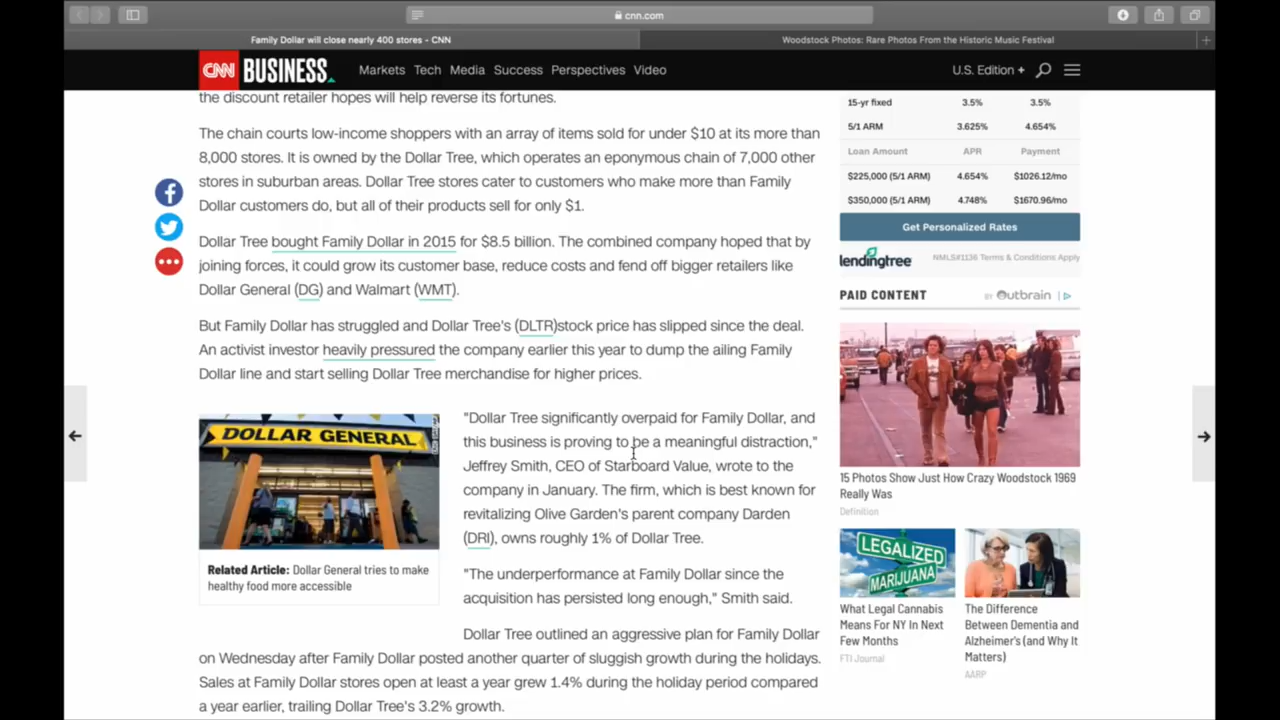 cnn.com
Family Dollar will close nearly 400 stores - CNN
Woodstock Photos: Rare Photos From the Historic Music Festival
CNN BUSINESS
Markets Tech Media Success Perspectives Video
U.S. Edition +
the discount retailer hopes will help reverse its fortunes.
The chain courts low-income shoppers with an array of items sold for under $10 at its more than
8,000 stores. It is owned by the Dollar Tree, which operates an eponymous chain of 7,000 other
stores in suburban areas. Dollar Tree stores cater to customers who make more than Family
Dollar customers do, but all of their products sell for only $1.
Dollar Tree bought Family Dollar in 2015 for $8.5 billion. The combined company hoped that by
joining forces, it could grow its customer base, reduce costs and fend off bigger retailers like
Dollar General (DG) and Walmart (WMT).
But Family Dollar has struggled and Dollar Tree's (DLTR)stock price has slipped since the deal.
An activist investor heavily pressured the company earlier this year to dump the ailing Family
Dollar line and start selling Dollar Tree merchandise for higher prices.
DOLLAR GENERAL
Related Article: Dollar General tries to make
healthy food more accessible
"Dollar Tree significantly overpaid for Family Dollar, and
this business is proving to be a meaningful distraction,"
Jeffrey Smith, CEO of Starboard Value, wrote to the
company in January. The firm, which is best known for
revitalizing Olive Garden's parent company Darden
(DRI), owns roughly 1% of Dollar Tree.
"The underperformance at Family Dollar since the
acquisition has persisted long enough," Smith said.
Dollar Tree outlined an aggressive plan for Family Dollar
on Wednesday after Family Dollar posted another quarter of sluggish growth during the holidays.
Sales at Family Dollar stores open at least a year grew 1.4% during the holiday period compared
a year earlier, trailing Dollar Tree's 3.2% growth.
15-yr fixed 3.5% 3.5%
5/1 ARM 3.625% 4.654%
Loan Amount APR Payment
$225,000 (5/1 ARM) 4.654% $1026.12/mo
$350,000 (5/1 ARM) 4.748% $1670.96/mo
Get Personalized Rates
lendingtree NMLS#1136 Terms & Conditions Apply
PAID CONTENT BY Outbrain
15 Photos Show Just How Crazy Woodstock 1969
Really Was
Definition
LEGALIZED
MARIJUANA
What Legal Cannabis
Means For NY In Next
Few Months
FTI Journal
The Difference
Between Dementia and
Alzheimer's (and Why It
Matters)
AARP